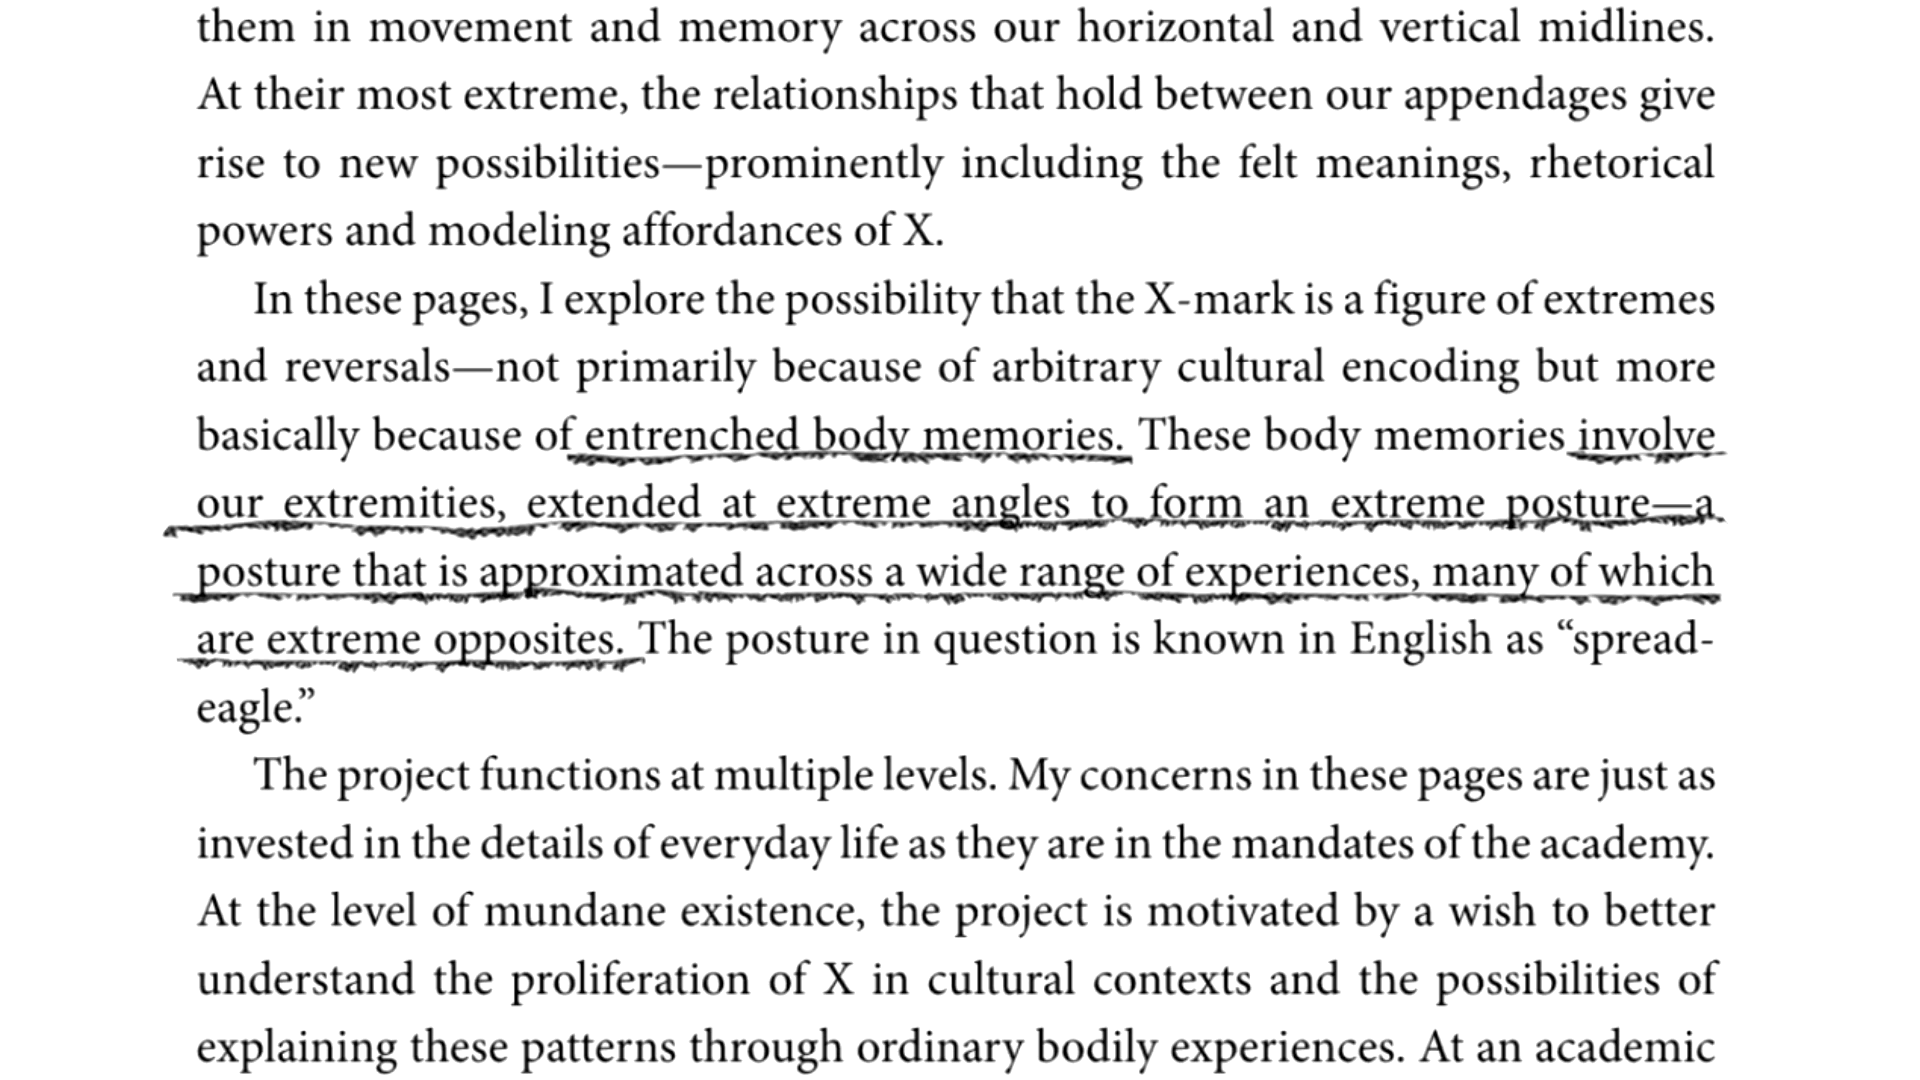 them in movement and memory across our horizontal and vertical midlines.
At their most extreme, the relationships that hold between our appendages give
rise to new possibilities—prominently including the felt meanings, rhetorical
powers and modeling affordances of X.
In these pages, I explore the possibility that the X-mark is a figure of extremes
and reversals—not primarily because of arbitrary cultural encoding but more
basically because of entrenched body memories. These body memories involve
our extremities, extended at extreme angles to form an extreme posture—a
posture that is approximated across a wide range of experiences, many of which
are extreme opposites. The posture in question is known in English as “spread-
eagle.”
The project functions at multiple levels. My concerns in these pages are just as
invested in the details of everyday life as they are in the mandates of the academy.
At the level of mundane existence, the project is motivated by a wish to better
understand the proliferation of X in cultural contexts and the possibilities of
explaining these patterns through ordinary bodily experiences. At an academic